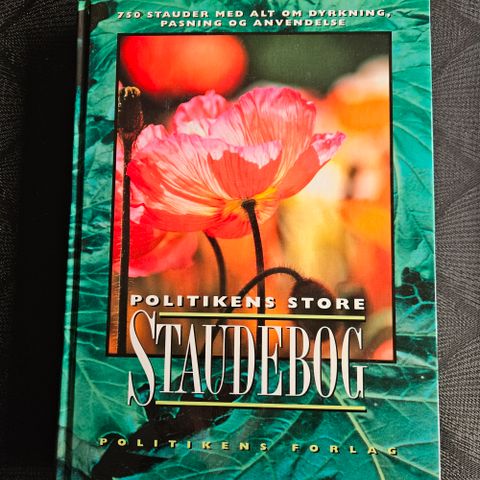 750 STAUDER MED ALT OM DYRKNING,
PASNING OG ANVENDELSE
POLITIKENS STORE
STAUDEBOG
POLITIKENS FORLAG